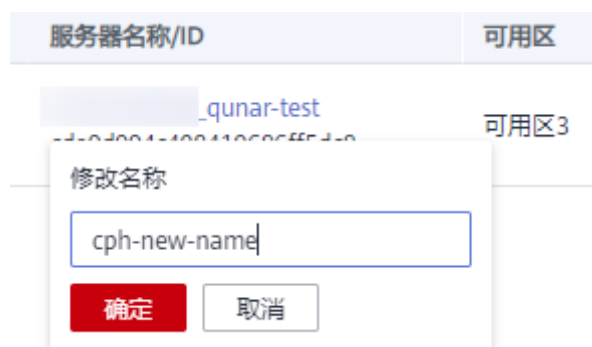 服务器名称/ID 可用区
_qunar-test
可用区3
修改名称
cph-new-name
确定 取消